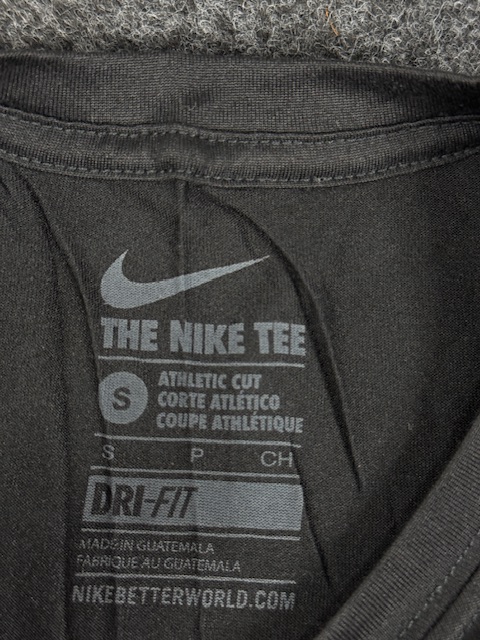 THE NIKE TEE
S
ATHLETIC CUT
CORTE ATLÉTICO
COUPE ATHLÉTIQUE
S P CH
DRI-FIT
MADE IN GUATEMALA
FABRIQUE AU GUATEMALA
NIKEBETTERWORLD.COM